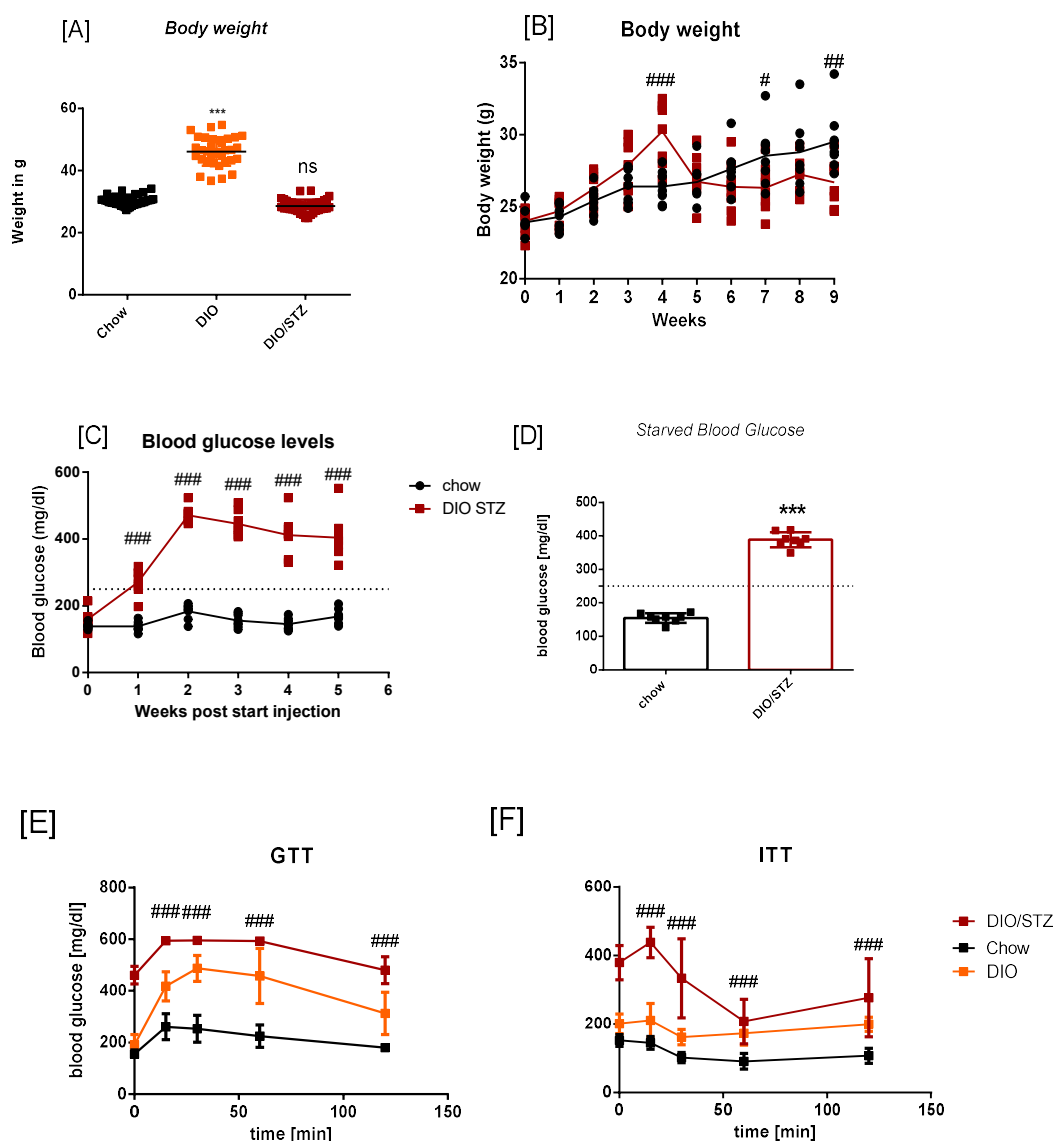 [A]
Body weight
***
ns
60
40
20
0
Weight in g
Chow
DIO
DIO/STZ
[B]
Body weight
###
#
##
35
30
25
20
Body weight (g)
0 1 2 3 4 5 6 7 8 9
Weeks
[C]
Blood glucose levels
###
###
###
###
###
600
400
200
0
Blood glucose (mg/dl)
0 1 2 3 4 5 6
Weeks post start injection
chow
DIO STZ
[D]
Starved Blood Glucose
***
500
400
300
200
100
0
blood glucose [mg/dl]
chow
DIO/STZ
[E]
GTT
### ###
###
###
800
600
400
200
0
blood glucose [mg/dl]
0 50 100 150
time [min]
[F]
ITT
###
###
###
###
600
400
200
0
0 50 100 150
time [min]
DIO/STZ
Chow
DIO